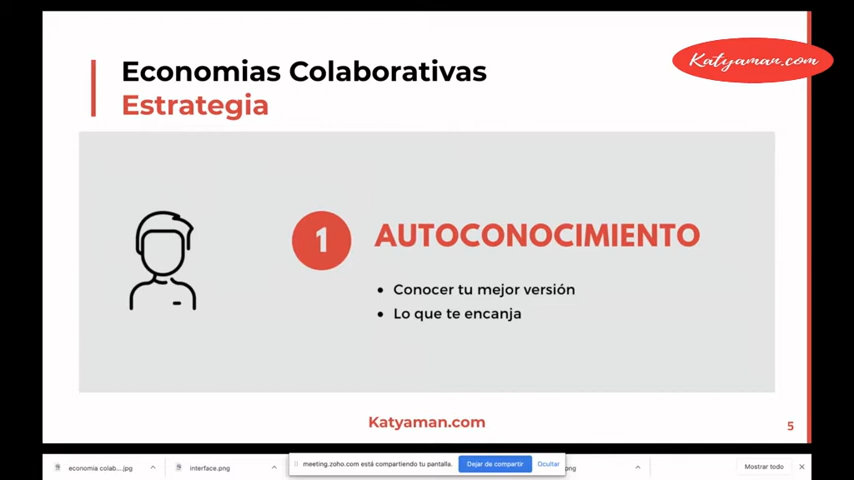 Economias Colaborativas
Estrategia
Katyaman.com
1
AUTOCONOCIMIENTO
Conocer tu mejor versión
Lo que te encanja
Katyaman.com
5
economia colab....jpg
interface.png
meeting.zoho.com está compartiendo tu pantalla.
Dejar de compartir
Ocultar
png
Mostrar todo